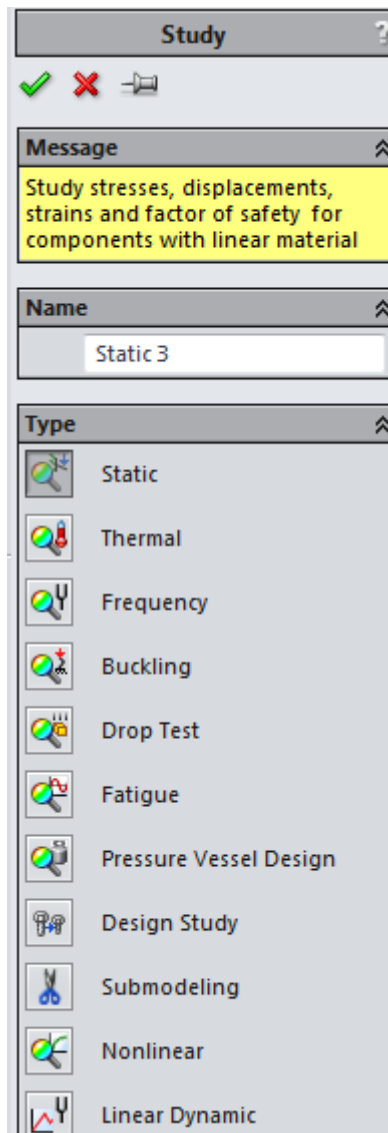 Study
?
Message
Study stresses, displacements,
strains and factor of safety for
components with linear material
Name
Static 3
Type
Static
Thermal
Frequency
Buckling
Drop Test
Fatigue
Pressure Vessel Design
Design Study
Submodeling
Nonlinear
Linear Dynamic